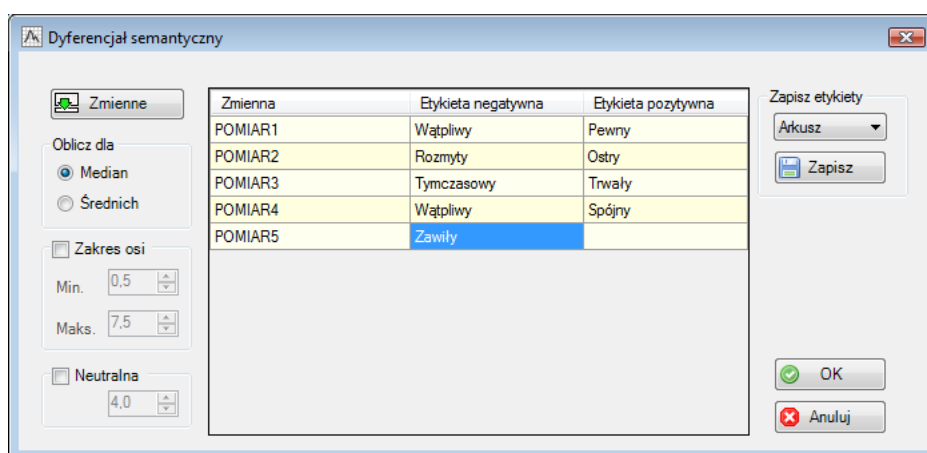 Dyferencjał semantyczny
Zmienne
Oblicz dla
Median
Średnich
Zakres osi
Min. 0,5
Maks. 7,5
Neutralna
4,0
Zmienna Etykieta negatywna Etykieta pozytywna
POMIAR1 Wątpliwy Pewny
POMIAR2 Rozmyty Ostry
POMIAR3 Tymczasowy Trwały
POMIAR4 Wątpliwy Spójny
POMIAR5 Zawiły
Zapisz etykiety
Arkusz
Zapisz
OK
Anuluj